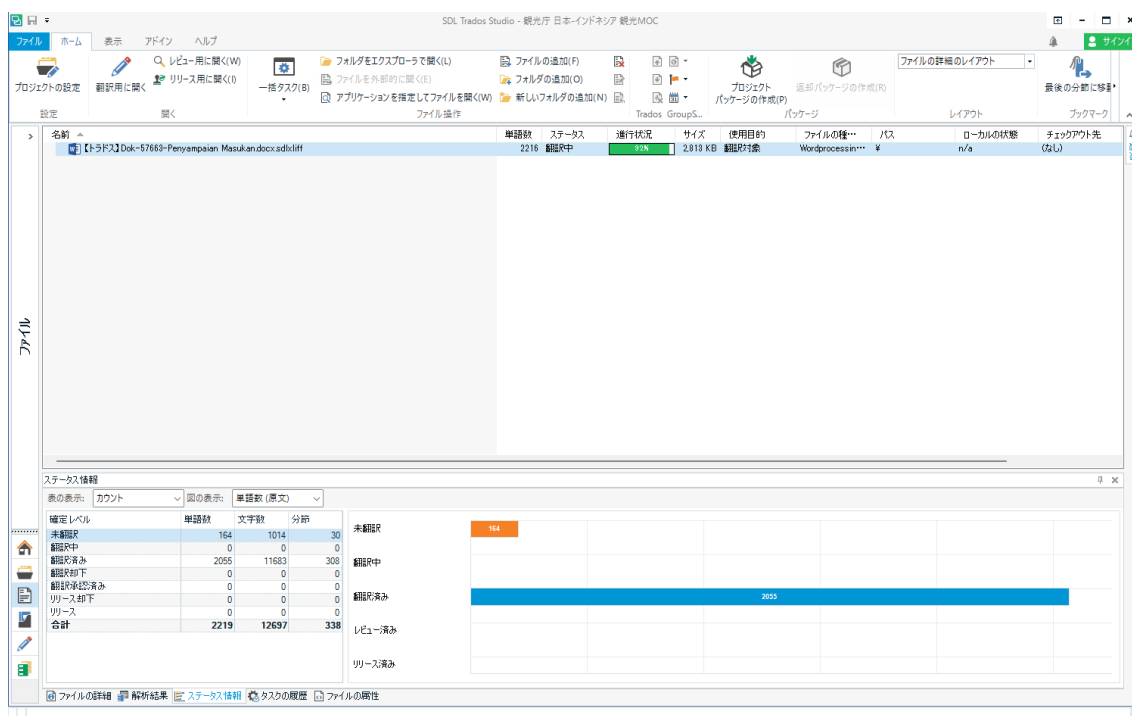 SDL Trados Studio - 観光庁 日本-インドネシア 観光MOC
ファイル ホーム 表示 アドイン ヘルプ サインイ
プロジェクトの設定
翻訳用に開く
レビュー用に開く(W)
リリース用に開く(I)
一括タスク(B)
フォルダをエクスプローラで開く(L)
ファイルを外部的に開く(E)
アプリケーションを指定してファイルを開く(W)
ファイルの追加(F)
フォルダの追加(O)
新しいフォルダの追加(N)
プロジェクト
パッケージの作成(P)
返却パッケージの作成(R)
ファイルの詳細のレイアウト
最後の分節に移動
設定 開く ファイル操作 Trados GroupS... パッケージ レイアウト ブックマーク
名前 単語数 ステータス 進行状況 サイズ 使用目的 ファイルの種… パス ローカルの状態 チェックアウト先
【トラドス】Dok-57663-Penyampaian Masukan.docx.sdlxliff 2216 翻訳中 92% 2,813 KB 翻訳対象 Wordprocessin… ¥ n/a (なし)
ファイル
ステータス情報
表の表示: カウント 図の表示: 単語数 (原文)
確定レベル 単語数 文字数 分節
未翻訳 164 1014 30
翻訳中 0 0 0
翻訳済み 2055 11683 308
翻訳却下 0 0 0
翻訳承認済み 0 0 0
リリース却下 0 0 0
リリース 0 0 0
合計 2219 12697 338
未翻訳 164
翻訳中
翻訳済み 2055
レビュー済み
リリース済み
ファイルの詳細 解析結果 ステータス情報 タスクの履歴 ファイルの属性